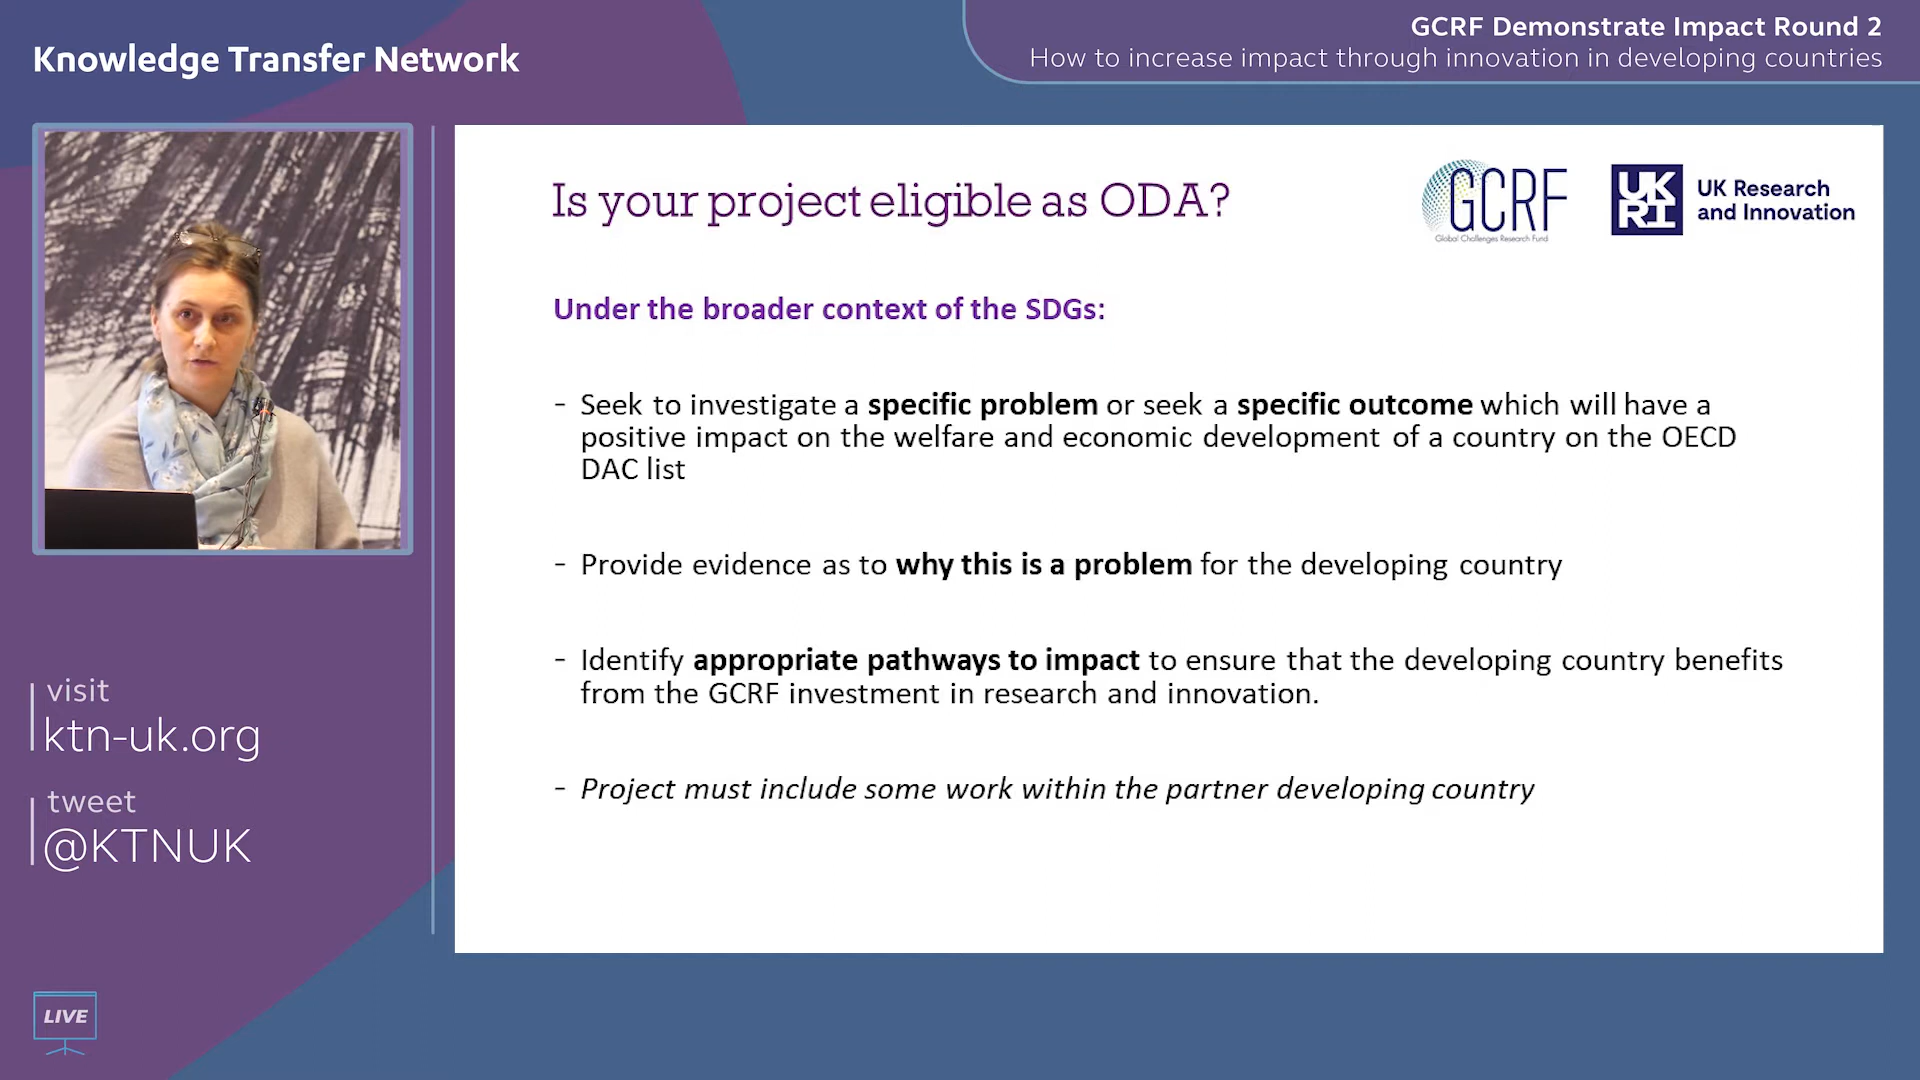 Knowledge Transfer Network
GCRF Demonstrate Impact Round 2
How to increase impact through innovation in developing countries
Is your project eligible as ODA?
GCRF
Global Challenges Research Fund
UK
RI
UK Research
and Innovation
Under the broader context of the SDGs:
- Seek to investigate a specific problem or seek a specific outcome which will have a
positive impact on the welfare and economic development of a country on the OECD
DAC list
- Provide evidence as to why this is a problem for the developing country
- Identify appropriate pathways to impact to ensure that the developing country benefits
from the GCRF investment in research and innovation.
- Project must include some work within the partner developing country
visit
ktn-uk.org
tweet
@KTNUK
LIVE